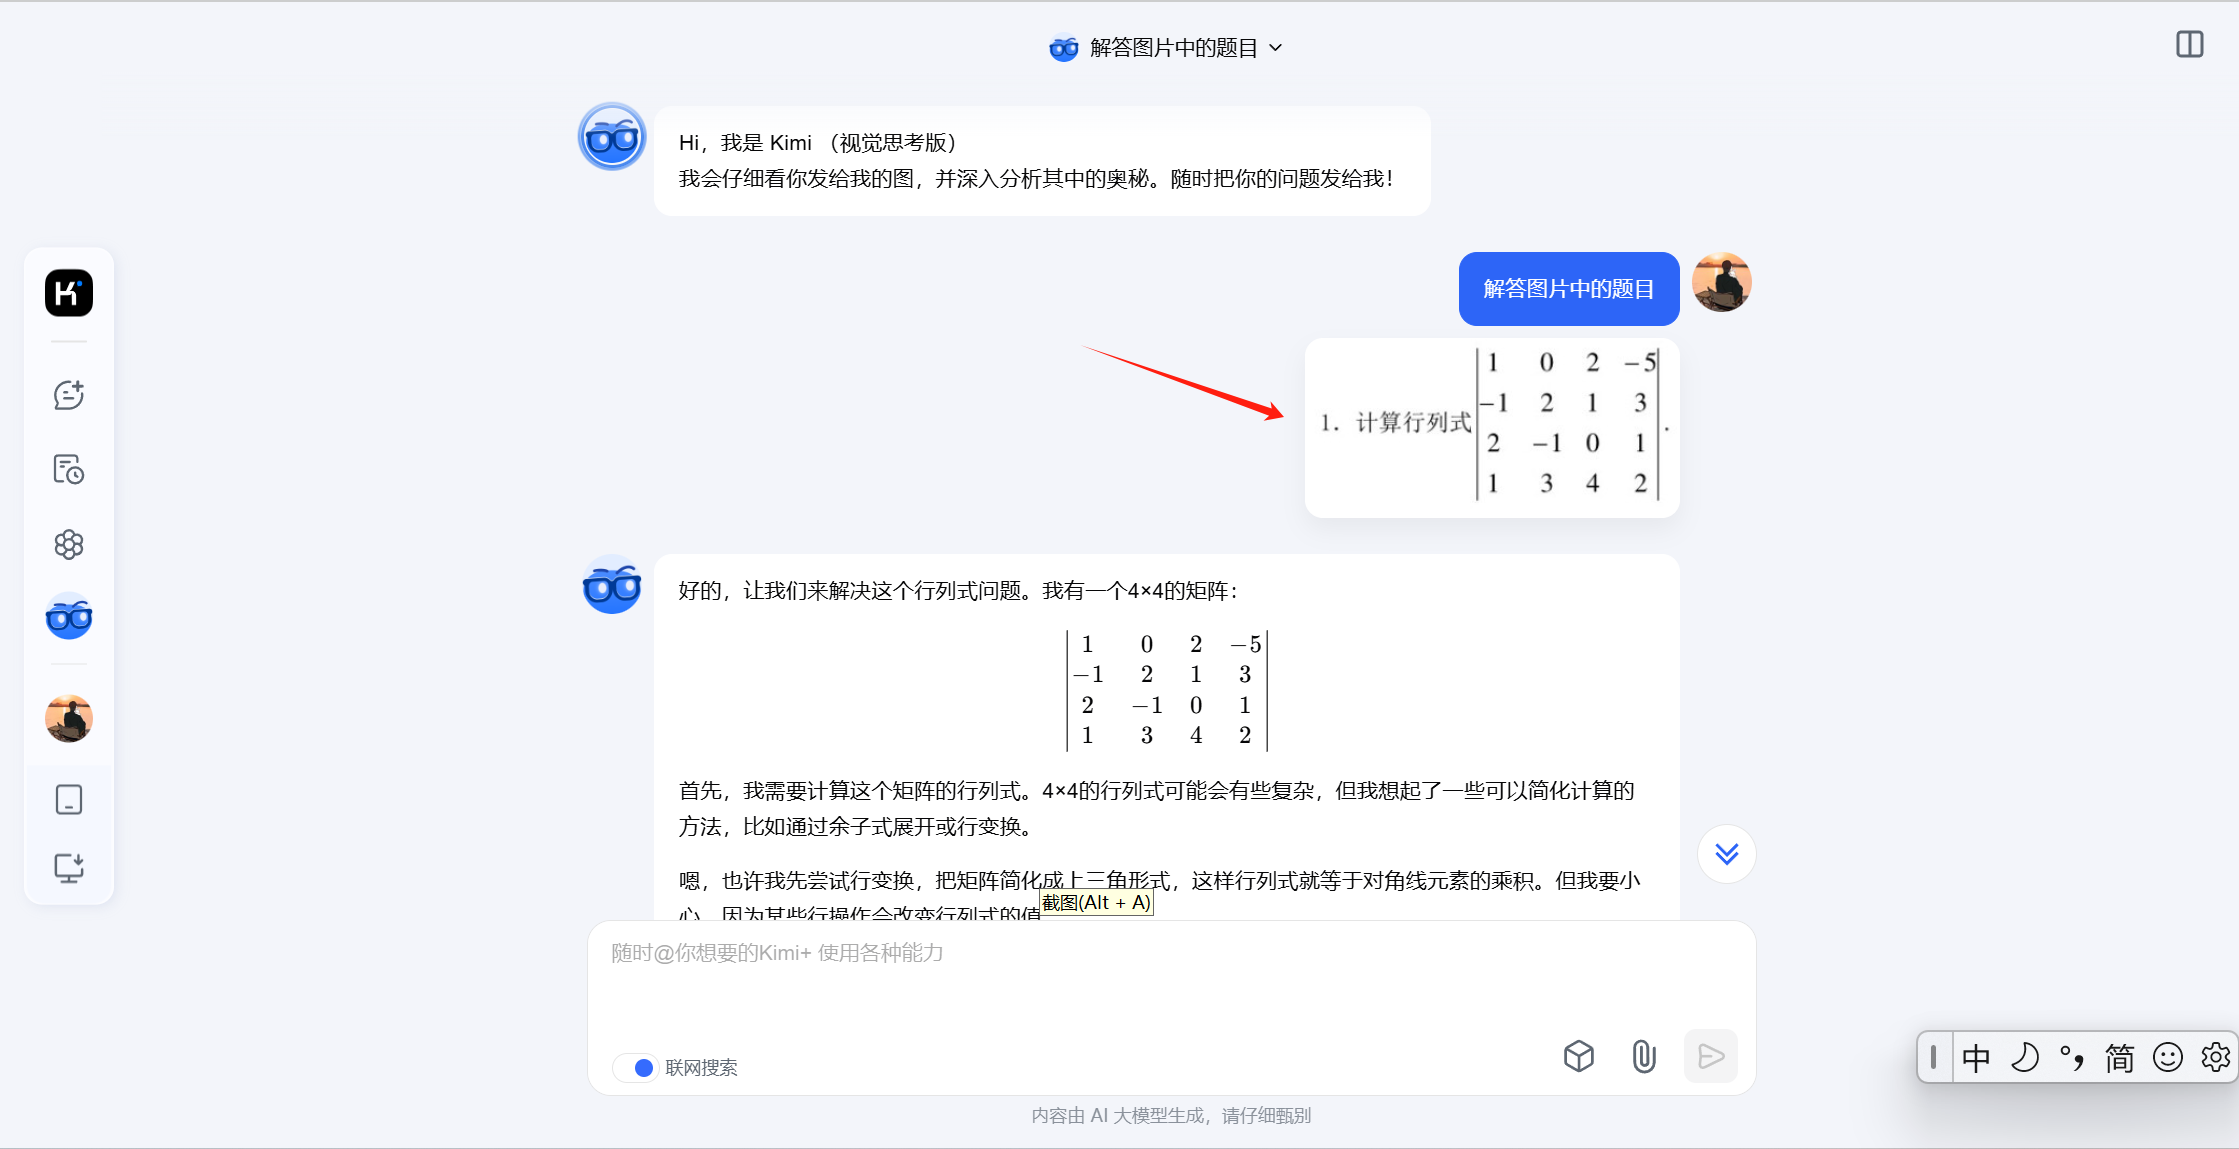 解答图片中的题目
Hi，我是 Kimi （视觉思考版）
我会仔细看你发给我的图，并深入分析其中的奥秘。随时把你的问题发给我！
解答图片中的题目
1 0 2 −5
−1 2 1 3
1. 计算行列式 .
2 −1 0 1
1 3 4 2
好的，让我们来解决这个行列式问题。我有一个4×4的矩阵：
1 0 2 −5
−1 2 1 3
2 −1 0 1
1 3 4 2
首先，我需要计算这个矩阵的行列式。4×4的行列式可能会有些复杂，但我想起了一些可以简化计算的
方法，比如通过余子式展开或行变换。
嗯，也许我先尝试行变换，把矩阵简化成上三角形式，这样行列式就等于对角线元素的乘积。但我要小
心，因为某些行操作会改变行列式的值
截图(Alt + A)
随时@你想要的Kimi+ 使用各种能力
联网搜索
内容由 AI 大模型生成，请仔细甄别
中 简